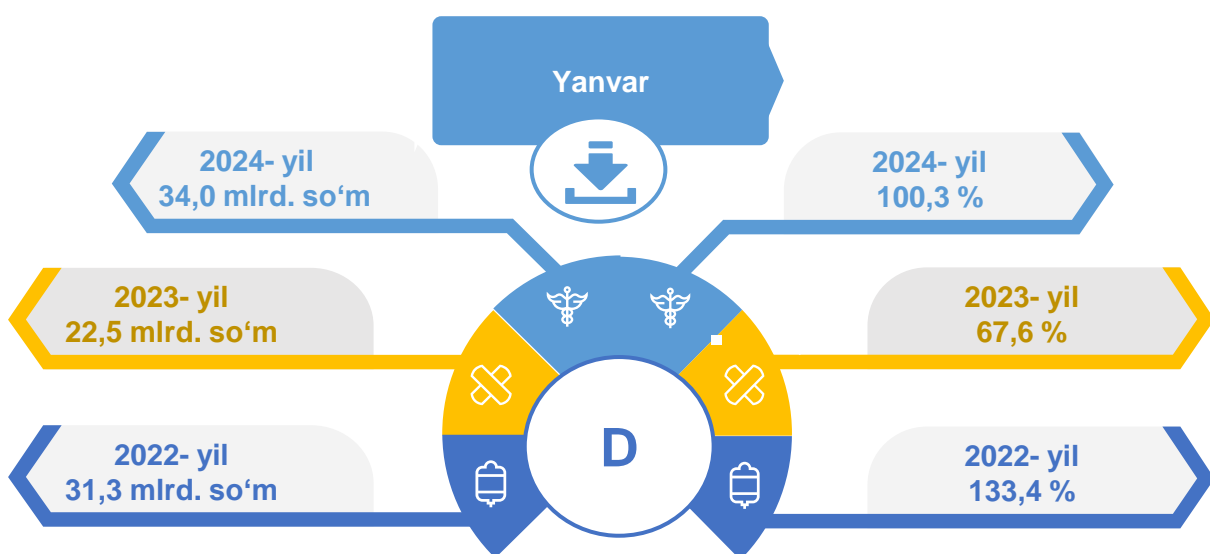 Yanvar
2024- yil
34,0 mlrd. so‘m
2024- yil
100,3 %
2023- yil
22,5 mlrd. so‘m
2023- yil
67,6 %
2022- yil
31,3 mlrd. so‘m
2022- yil
133,4 %
D